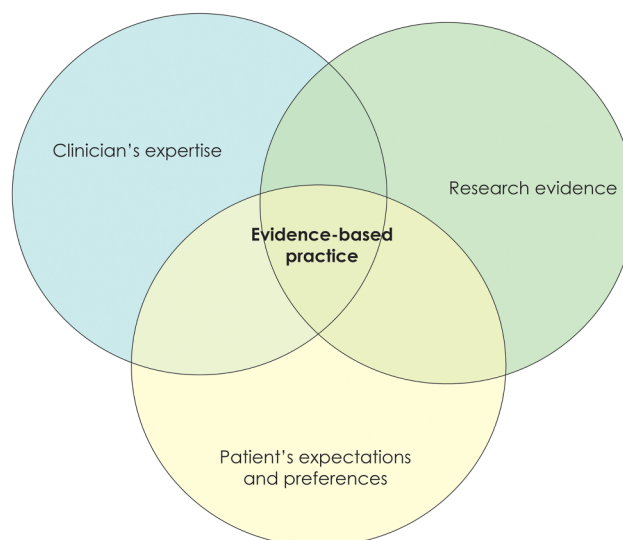 Clinician’s expertise
Research evidence
Evidence-based
practice
Patient’s expectations
and preferences